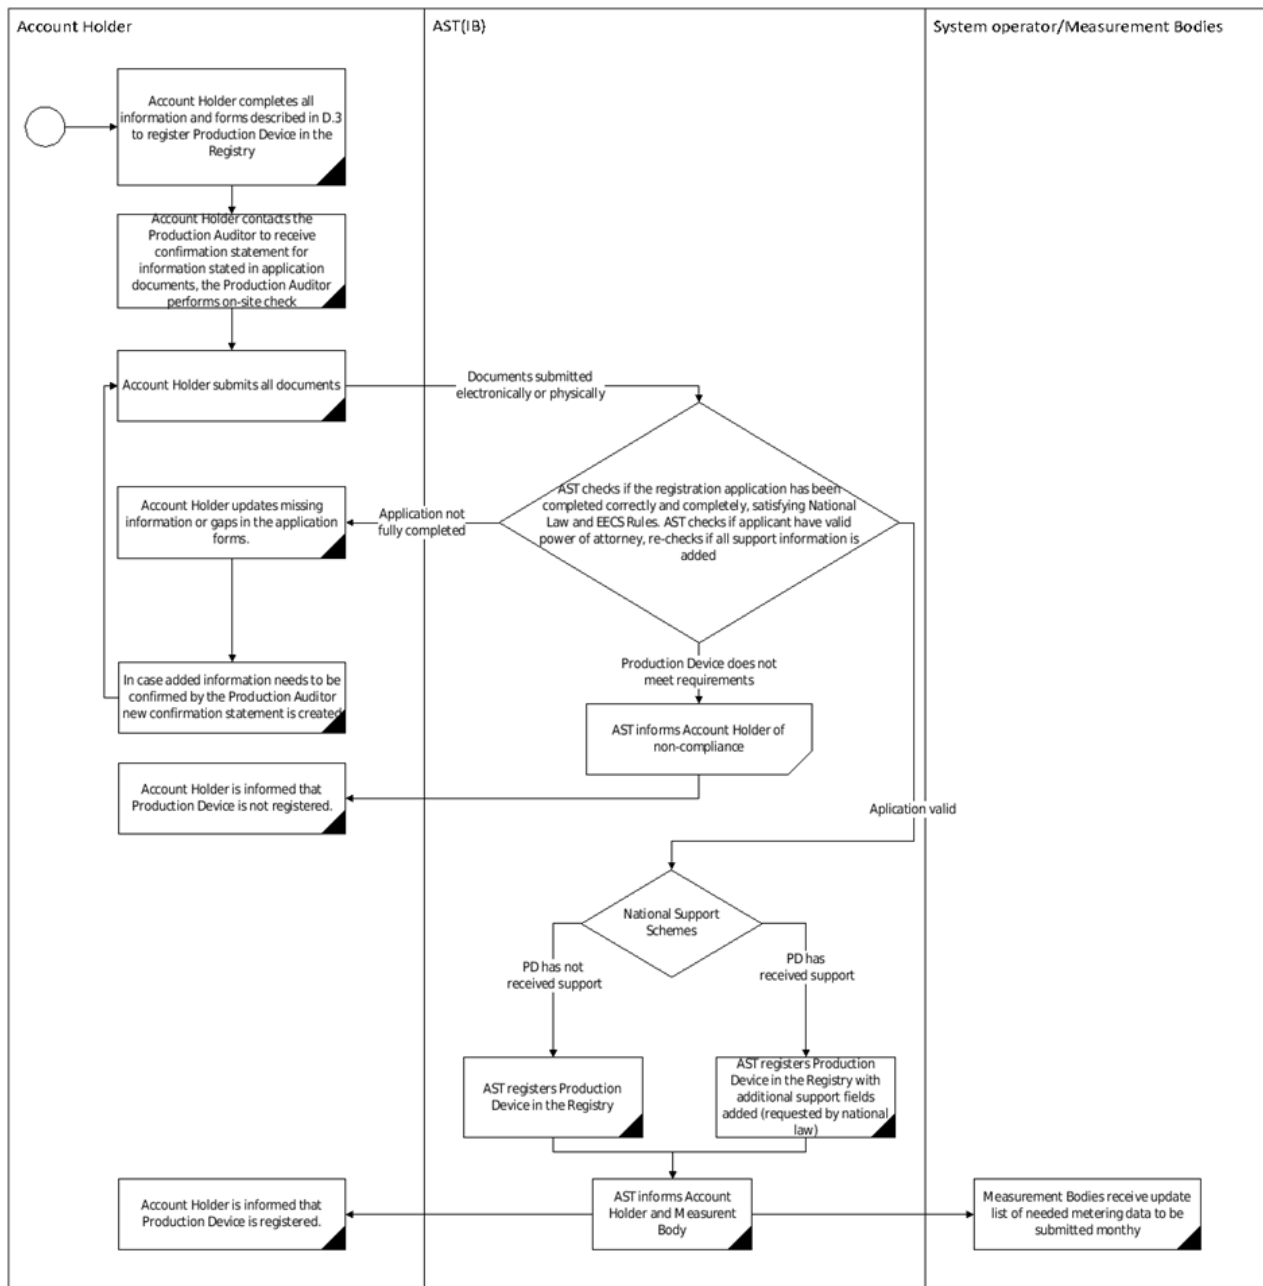 Account Holder
AST(IB)
System operator/Measurement Bodies
Account Holder completes all
information and forms described in D.3
to register Production Device in the
Registry
Account Holder contacts the
Production Auditor to receive
confirmation statement for
information stated in application
documents, the Production Auditor
performs on-site check
Account Holder submits all documents
Documents submitted
electronically or physically
AST checks if the registration application has been
completed correctly and completely, satisfying National
Law and EECS Rules. AST checks if applicant have valid
power of attorney, re-checks if all support information is
added
Application not
fully completed
Account Holder updates missing
information or gaps in the application
forms.
In case added information needs to be
confirmed by the Production Auditor
new confirmation statement is created
Production Device does not
meet requirements
AST informs Account Holder of
non-compliance
Account Holder is informed that
Production Device is not registered.
Aplication valid
National Support
Schemes
PD has not
received support
PD has
received support
AST registers Production
Device in the Registry
AST registers Production
Device in the Registry with
additional support fields
added (requested by national
law)
Account Holder is informed that
Production Device is registered.
AST informs Account
Holder and Measurent
Body
Measurement Bodies receive update
list of needed metering data to be
submitted monthy